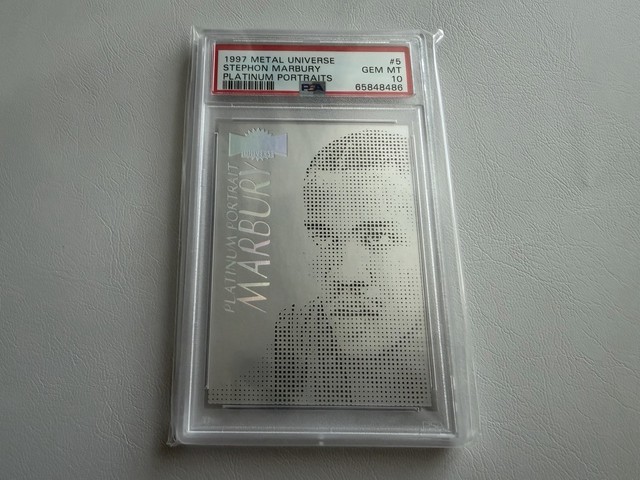 1997 METAL UNIVERSE #5
STEPHON MARBURY GEM MT
PLATINUM PORTRAITS 10
PSA 65848486
PLATINUM PORTRAIT
MARBURY